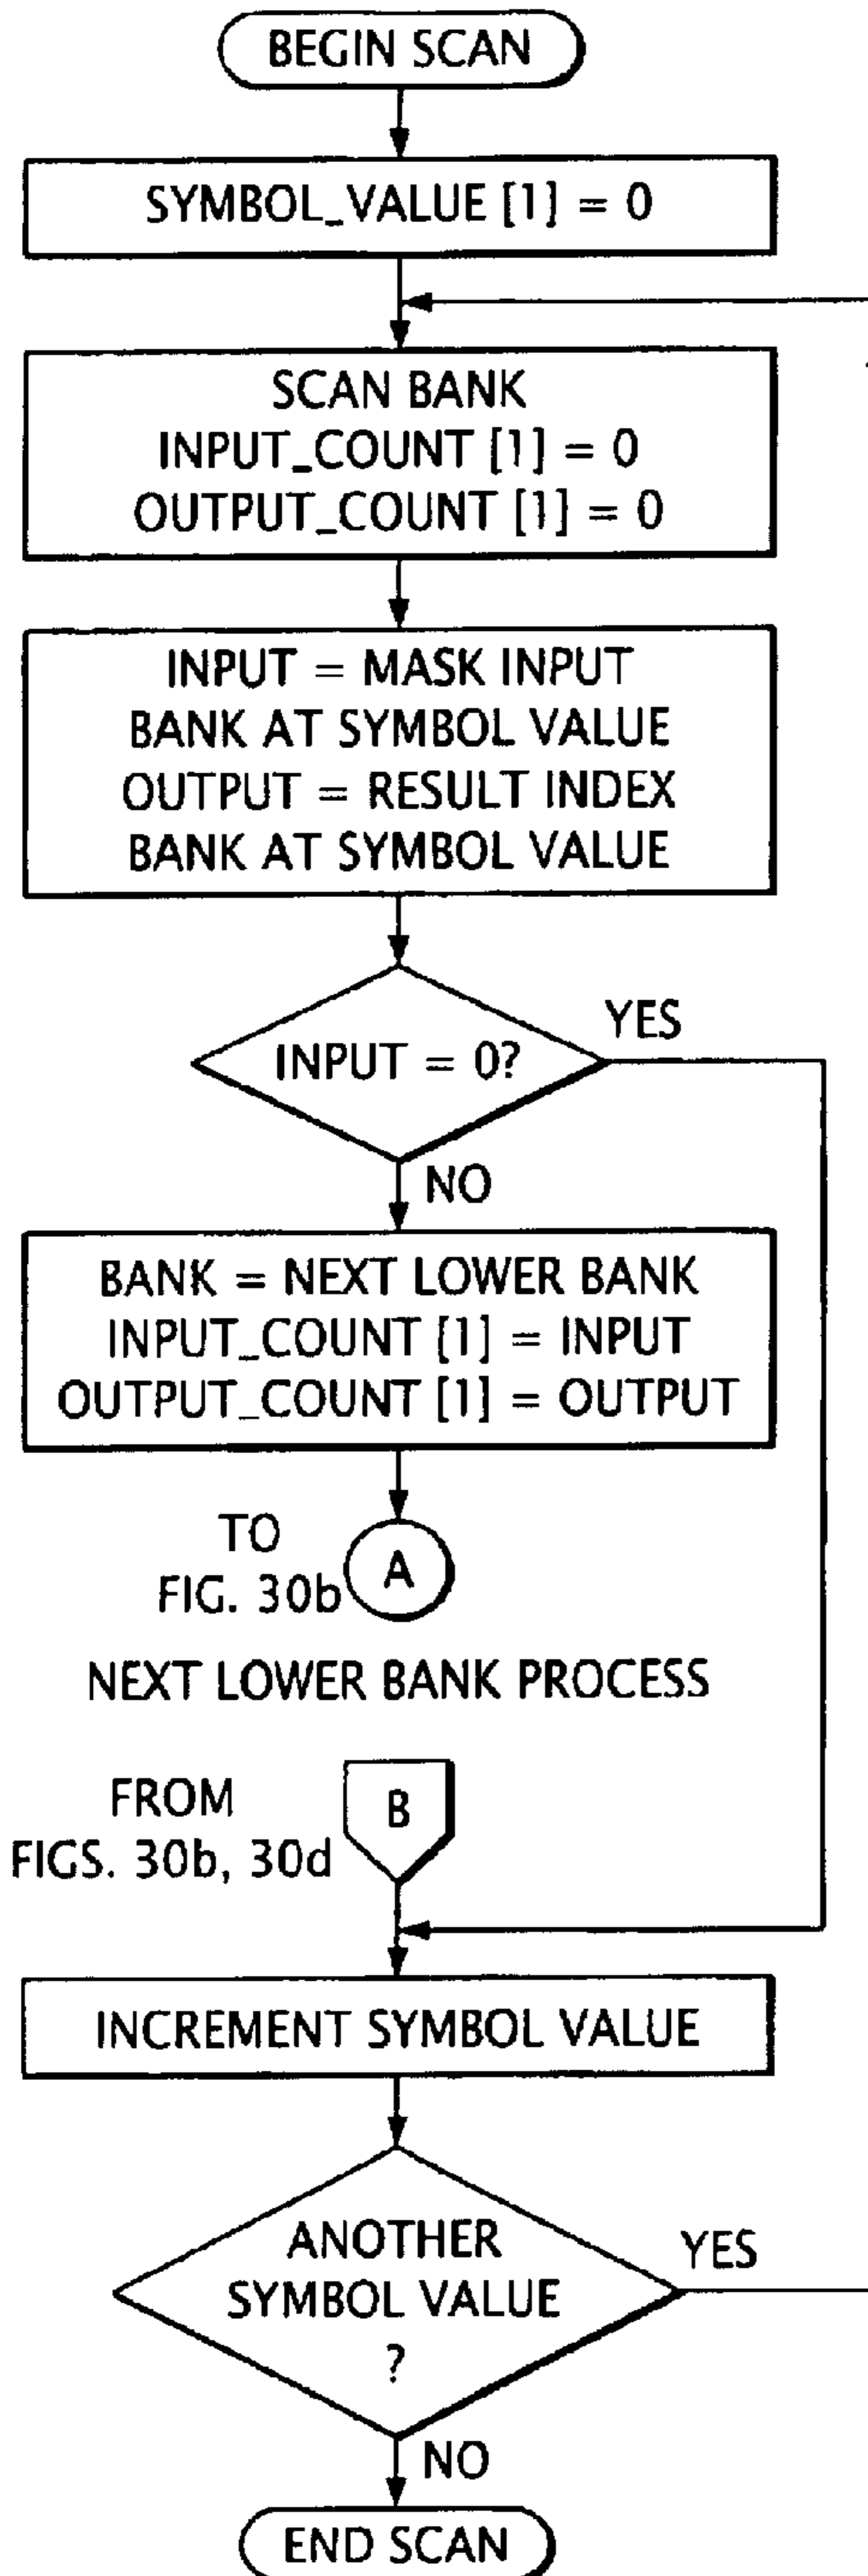 BEGIN SCAN
SYMBOL_VALUE [1] = 0
SCAN BANK
INPUT_COUNT [1] = 0
OUTPUT_COUNT [1] = 0
INPUT = MASK INPUT
BANK AT SYMBOL VALUE
OUTPUT = RESULT INDEX
BANK AT SYMBOL VALUE
INPUT = 0?
YES
NO
BANK = NEXT LOWER BANK
INPUT_COUNT [1] = INPUT
OUTPUT_COUNT [1] = OUTPUT
TO
FIG. 30b
A
NEXT LOWER BANK PROCESS
FROM
FIGS. 30b, 30d
B
INCREMENT SYMBOL VALUE
ANOTHER
SYMBOL VALUE
?
YES
NO
END SCAN